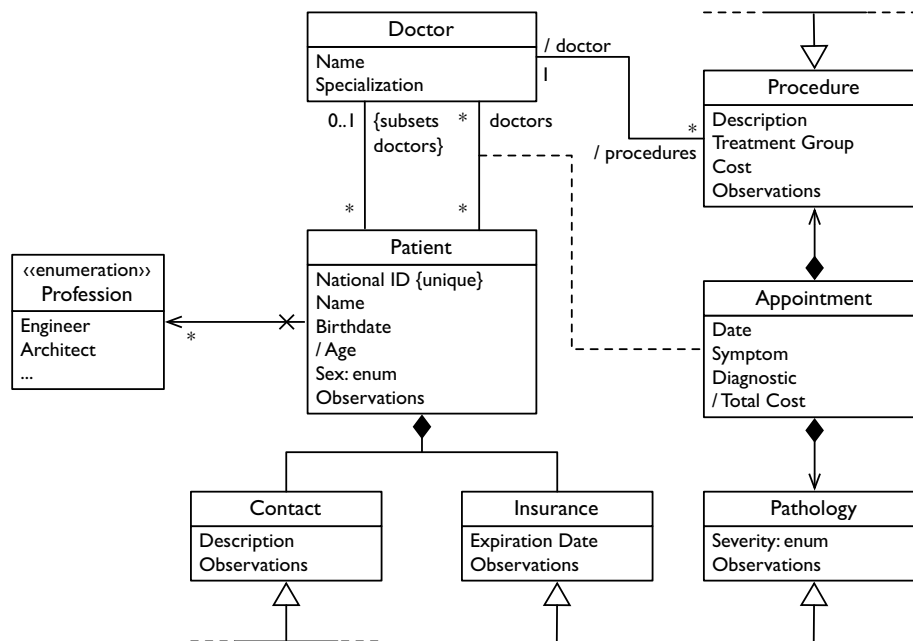 Doctor
Name
Specialization
/ doctor
1
0..1
{subsets
doctors}
*
doctors
*
/ procedures
*
*
Procedure
Description
Treatment Group
Cost
Observations
‹‹enumeration››
Profession
Engineer
Architect
...
*
Patient
National ID {unique}
Name
Birthdate
/ Age
Sex: enum
Observations
Appointment
Date
Symptom
Diagnostic
/ Total Cost
Contact
Description
Observations
Insurance
Expiration Date
Observations
Pathology
Severity: enum
Observations